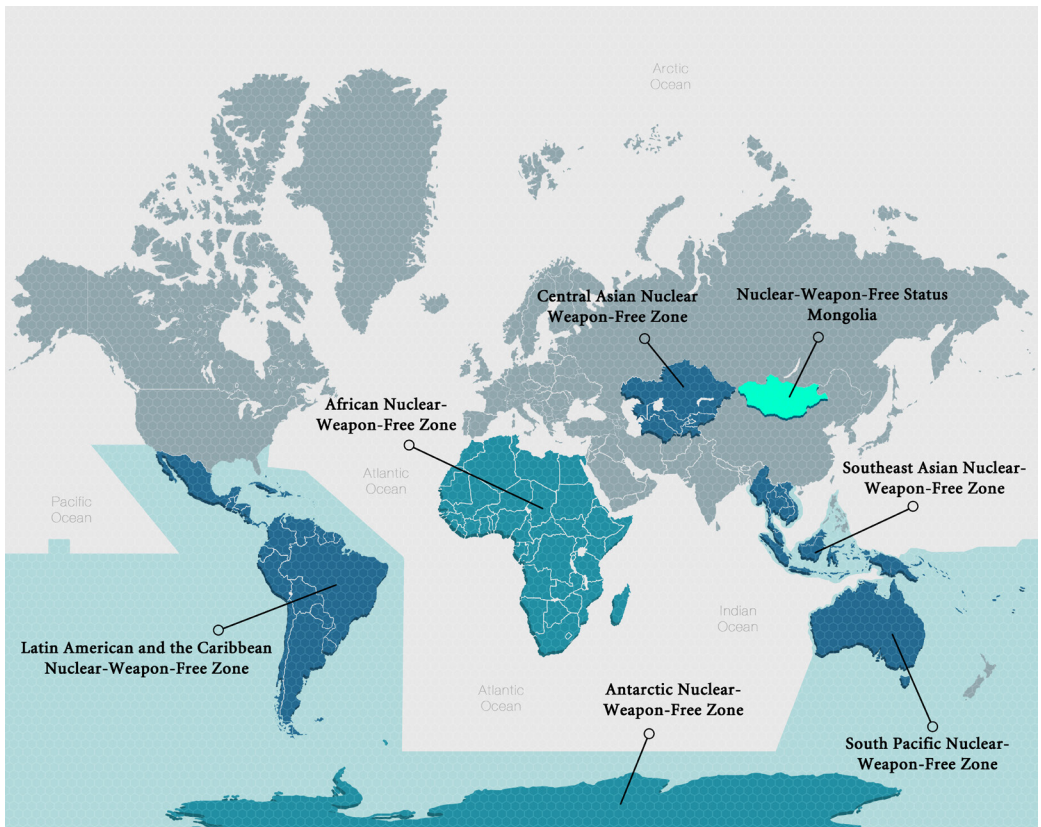 Arctic
Ocean
Central Asian Nuclear
Weapon-Free Zone
Nuclear-Weapon-Free Status
Mongolia
African Nuclear-
Weapon-Free Zone
Atlantic
Ocean
Pacific
Ocean
Southeast Asian Nuclear-
Weapon-Free Zone
Indian
Ocean
Latin American and the Caribbean
Nuclear-Weapon-Free Zone
Atlantic
Ocean
Antarctic Nuclear-
Weapon-Free Zone
South Pacific Nuclear-
Weapon-Free Zone